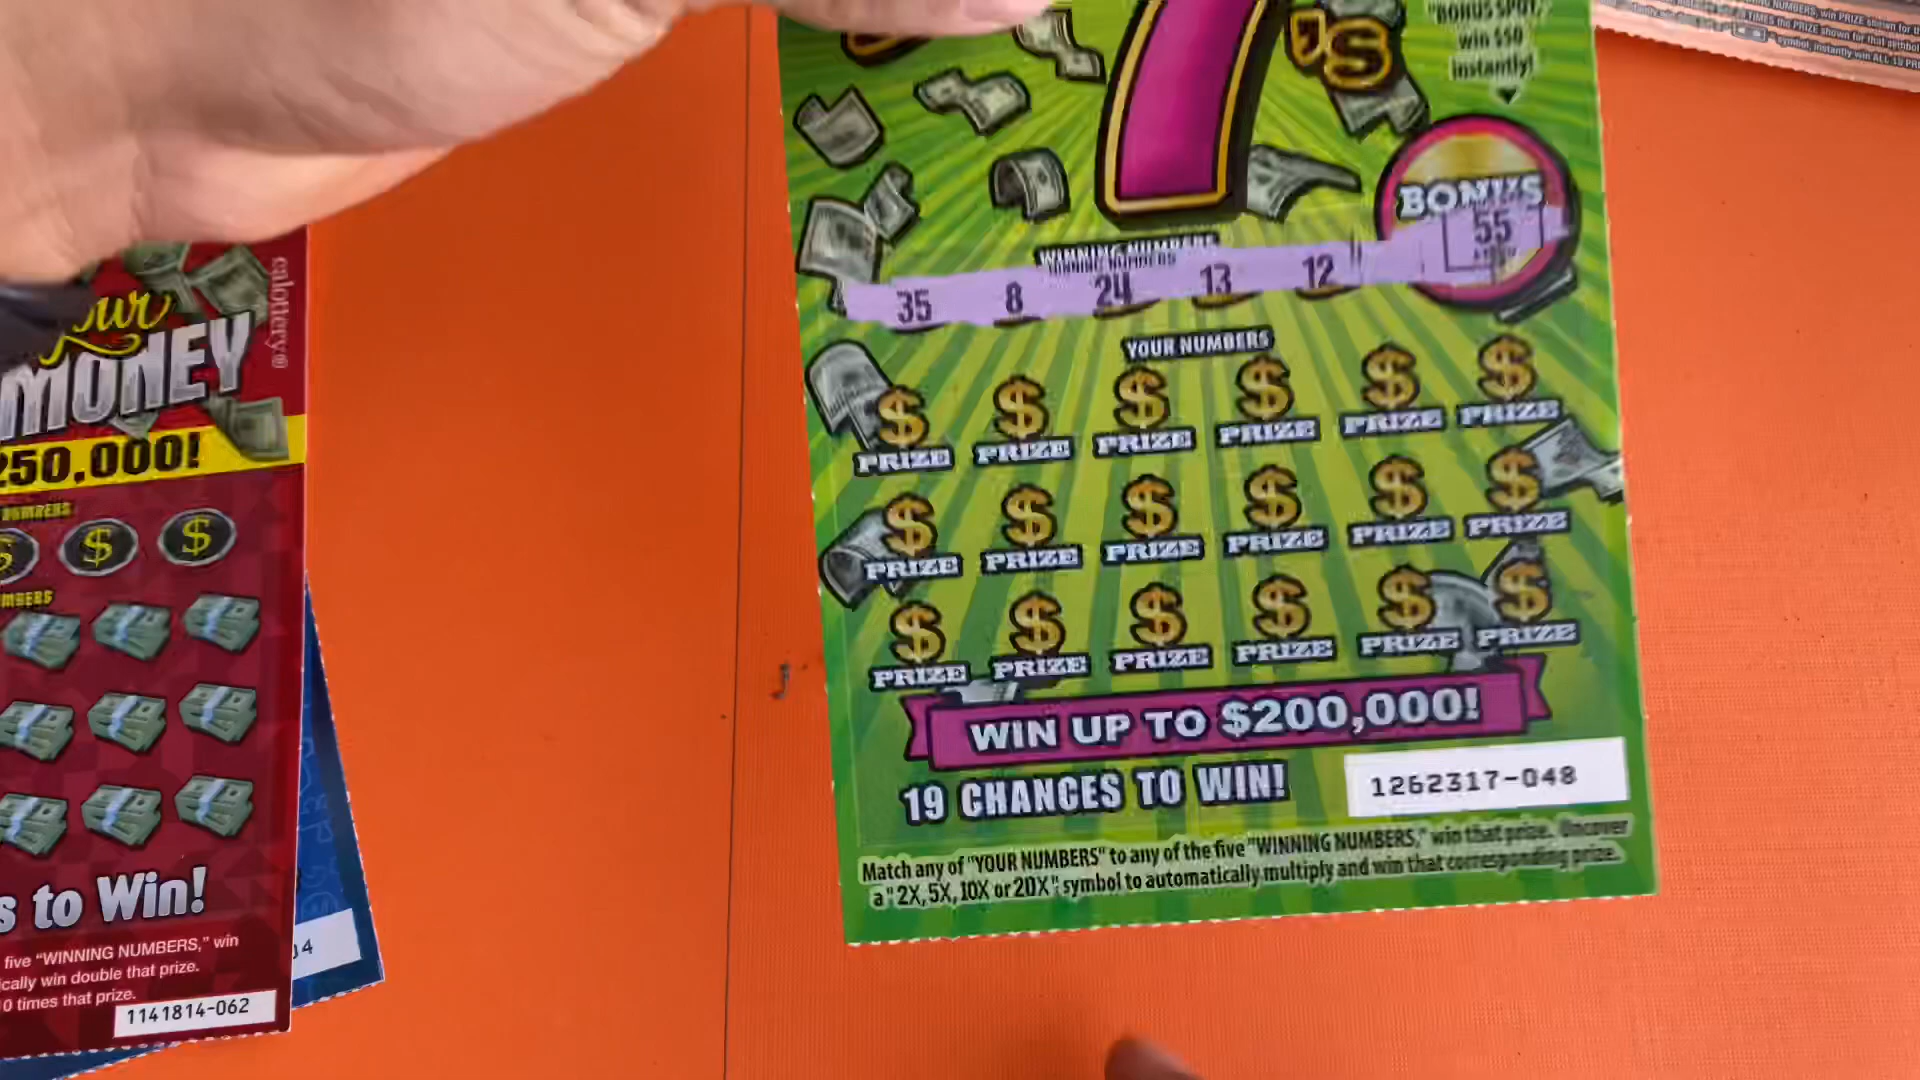 7'S
"BONUS SPOT,"
win $50
instantly!
BONUS
55
WINNING NUMBERS
WINNING NUMBERS
35 8 24 13 12
YOUR NUMBERS
$ $ $ $ $ $
PRIZE PRIZE PRIZE PRIZE PRIZE PRIZE
$ $ $ $ $ $
PRIZE PRIZE PRIZE PRIZE PRIZE PRIZE
$ $ $ $ $ $
PRIZE PRIZE PRIZE PRIZE PRIZE PRIZE
WIN UP TO $200,000!
19 CHANCES TO WIN!
1262317-048
Match any of "YOUR NUMBERS" to any of the five "WINNING NUMBERS," win that prize. Uncover
a "2X, 5X, 10X or 20X" symbol to automatically multiply and win that corresponding prize.
calottery®
MONEY
250,000!
$ $ $
s to Win!
five "WINNING NUMBERS," win
ically win double that prize.
0 times that prize.
1141814-062
04